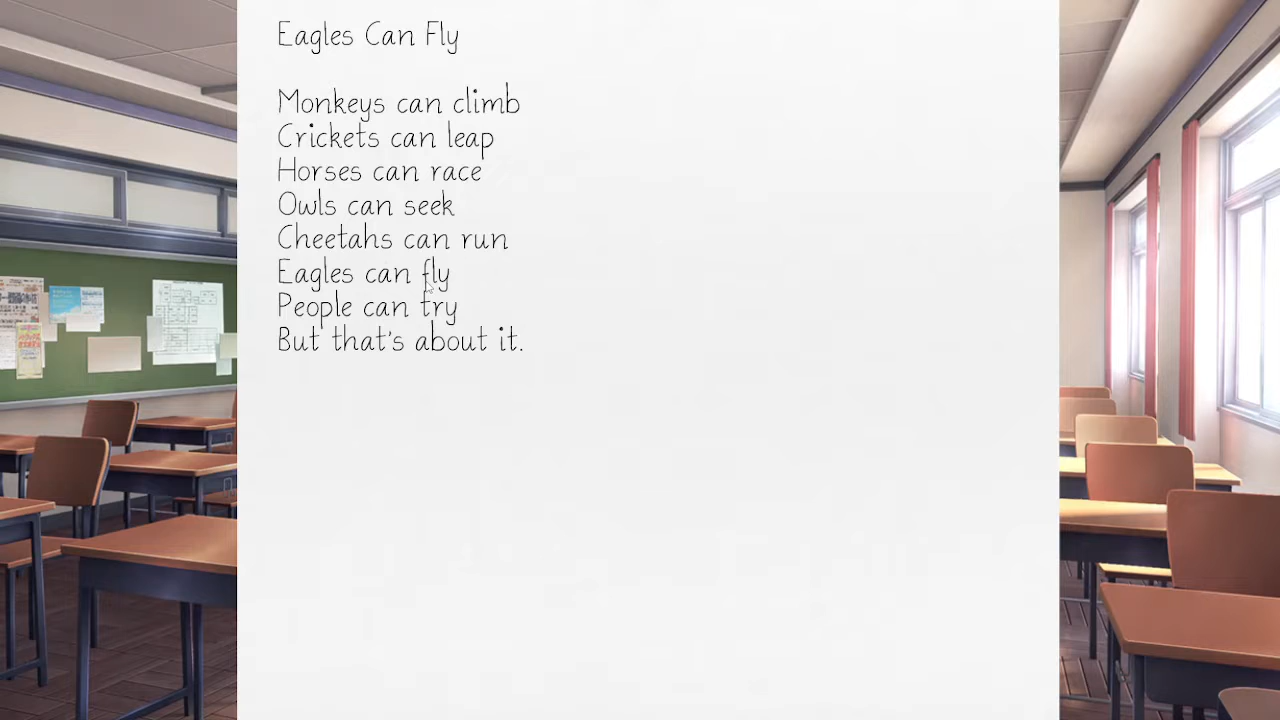 Eagles Can Fly
Monkeys can climb
Crickets can leap
Horses can race
Owls can seek
Cheetahs can run
Eagles can fly
People can try
But that's about it.